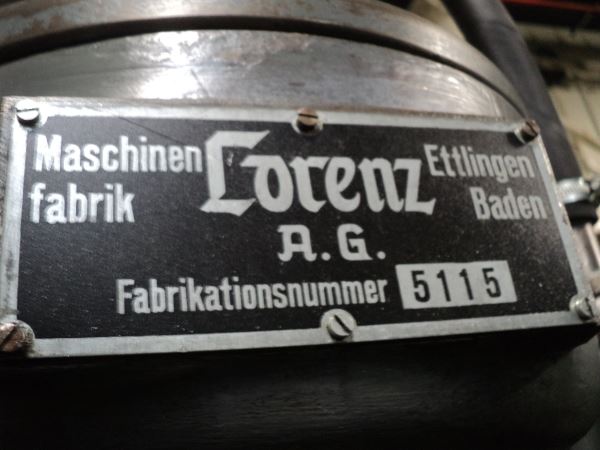 Maschinen
fabrik
Lorenz
A.G.
Ettlingen
Baden
Fabrikationsnummer 5115